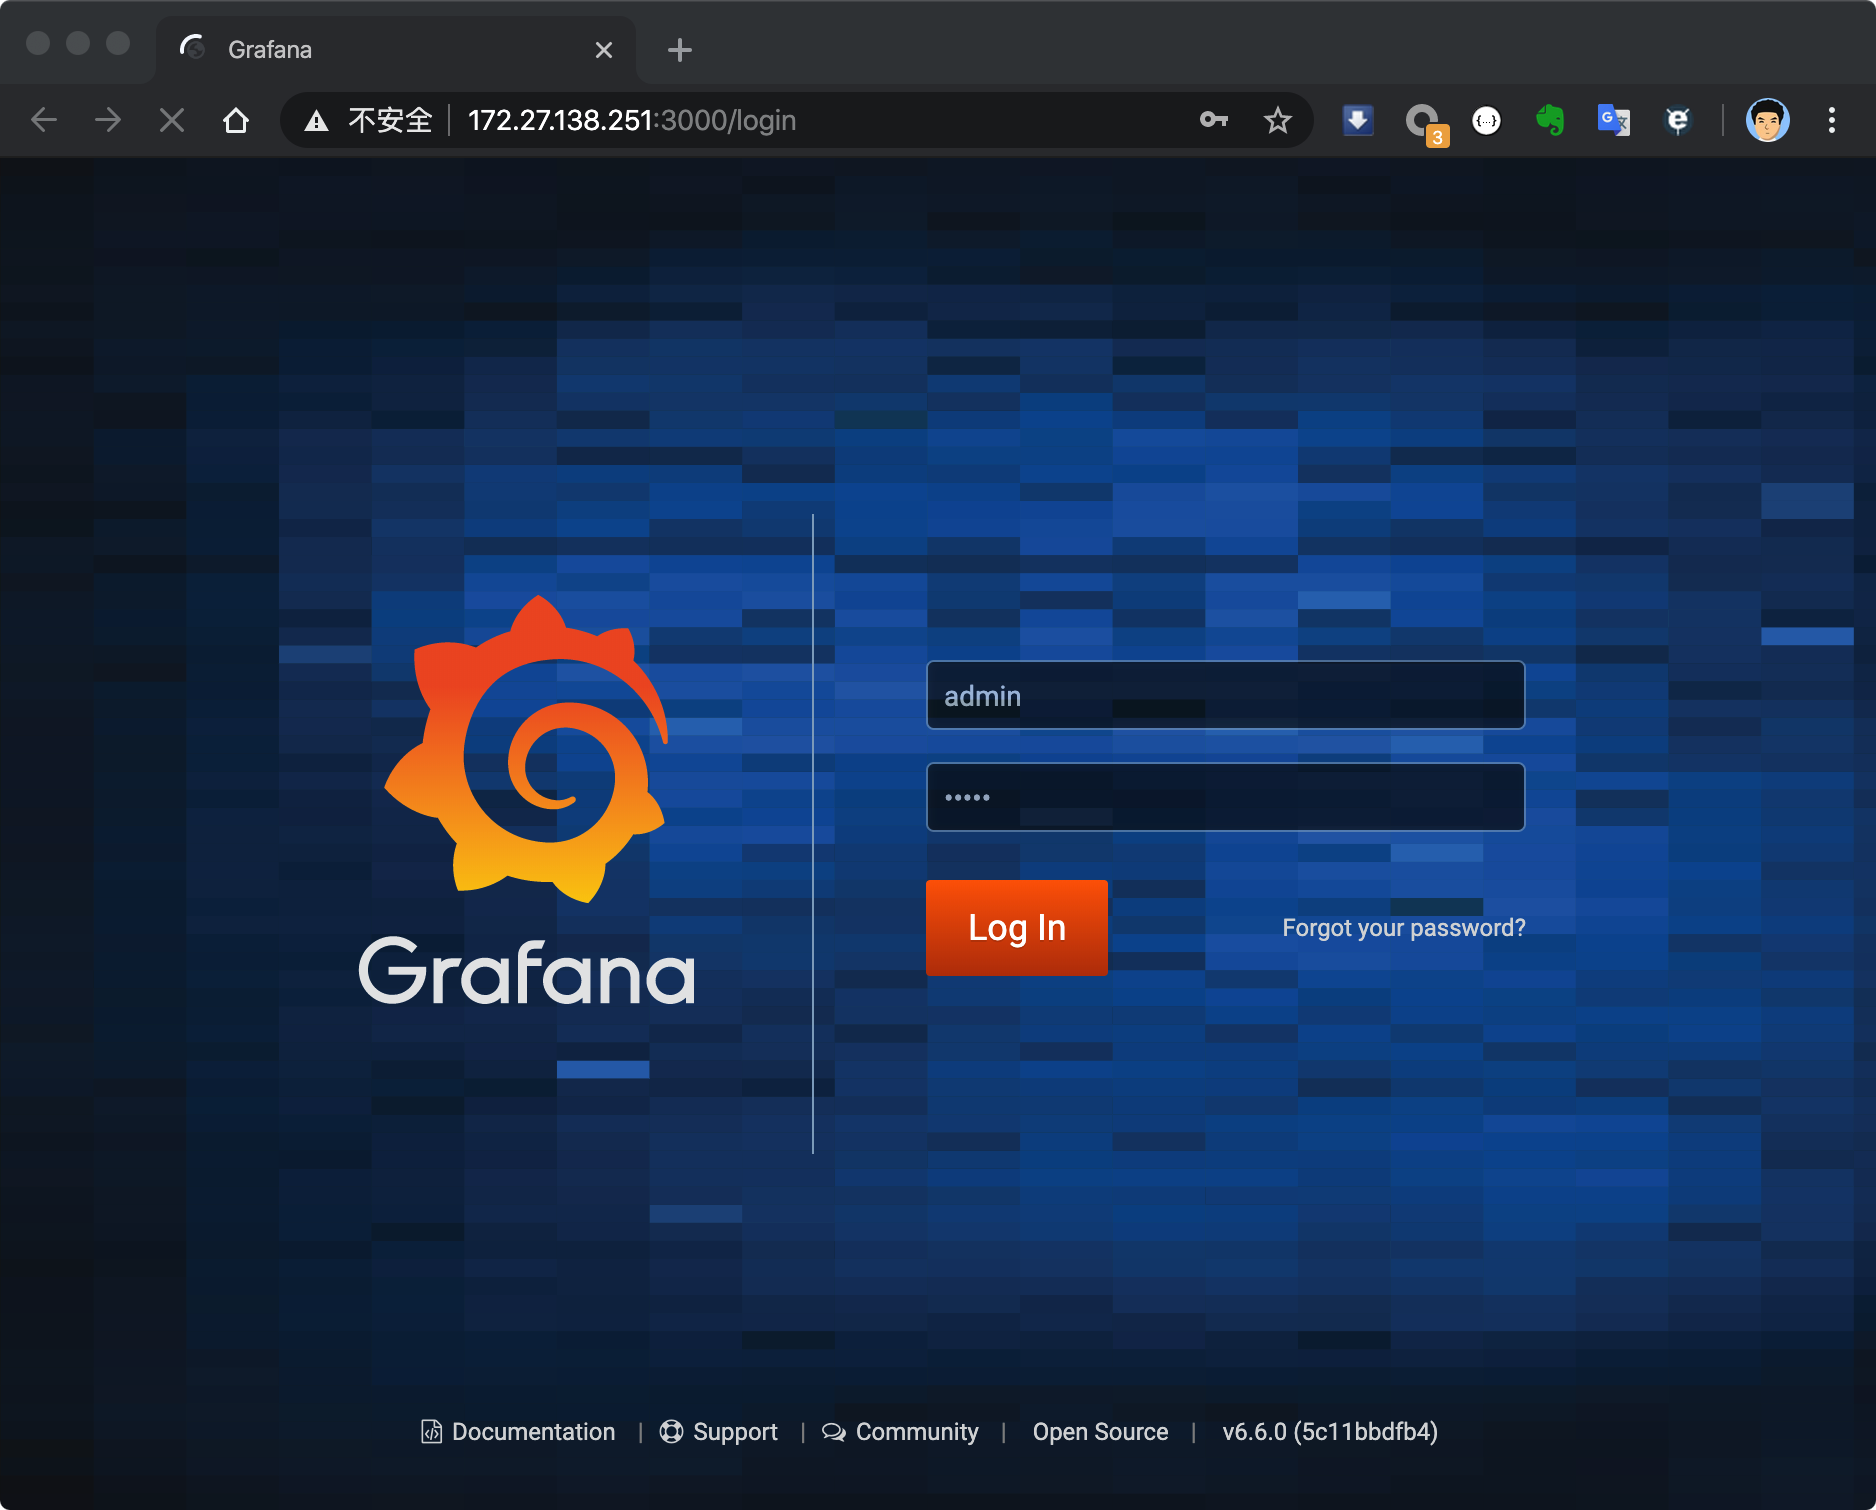 Grafana
不安全 172.27.138.251:3000/login
3
{...}
G
admin
•••••
Log In
Forgot your password?
Grafana
Documentation | Support | Community | Open Source | v6.6.0 (5c11bbdfb4)